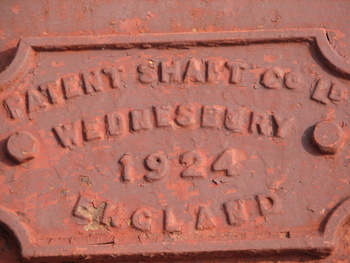 PATENT SHAFT CO LD
WEDNESBURY
1924
ENGLAND